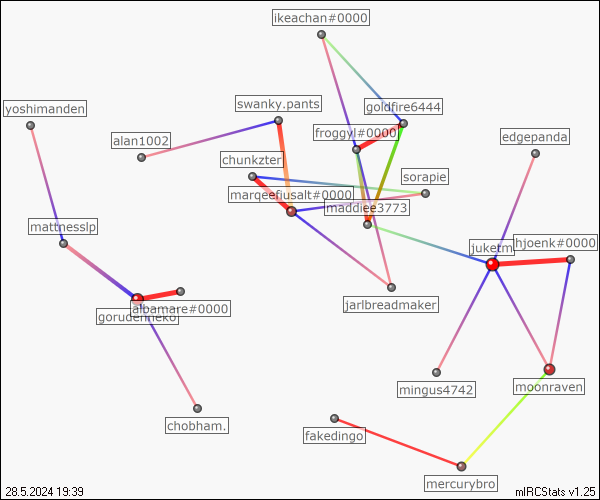 ikeachan#0000
swanky.pants
goldfire6444
yoshimanden
froggyl#0000
edgepanda
alan1002
chunkzter
sorapie
marqeefiusalt#0000
maddiee3773
mattnesslp
juketm
hjoenk#0000
jarlbreadmaker
albamare#0000
gorudenneko
mingus4742
moonraven
chobham.
fakedingo
mercurybro
28.5.2024 19:39
mIRCStats v1.25